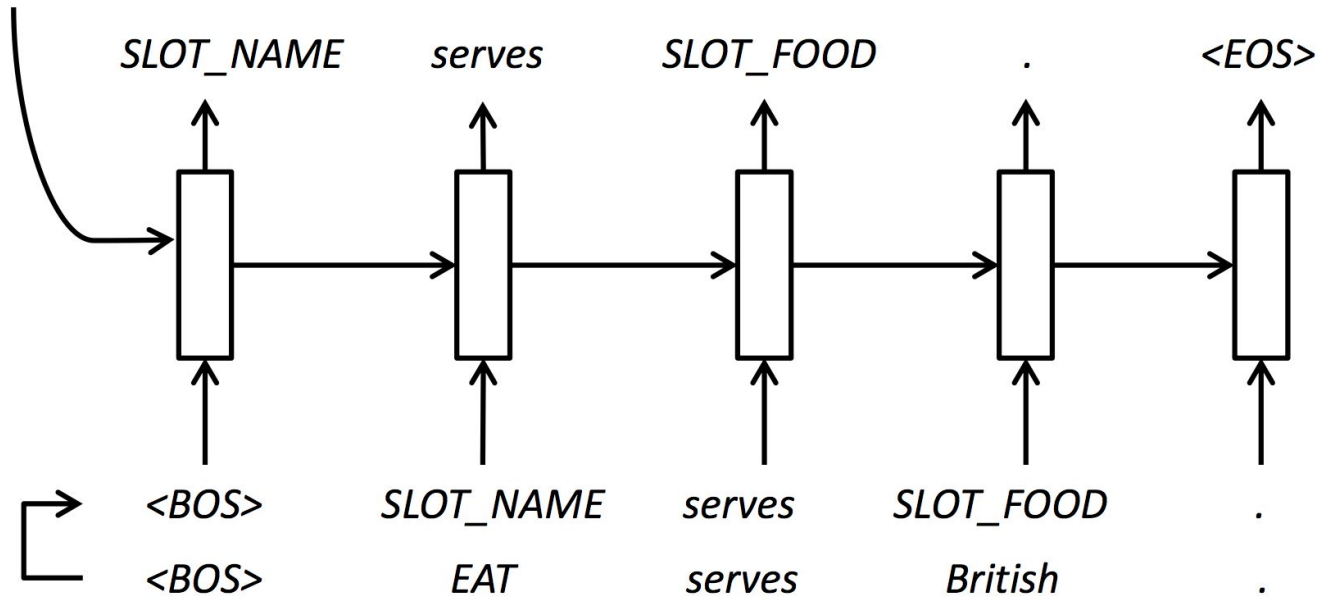 SLOT_NAME serves SLOT_FOOD . <EOS>
<BOS> SLOT_NAME serves SLOT_FOOD .
<BOS> EAT serves British .